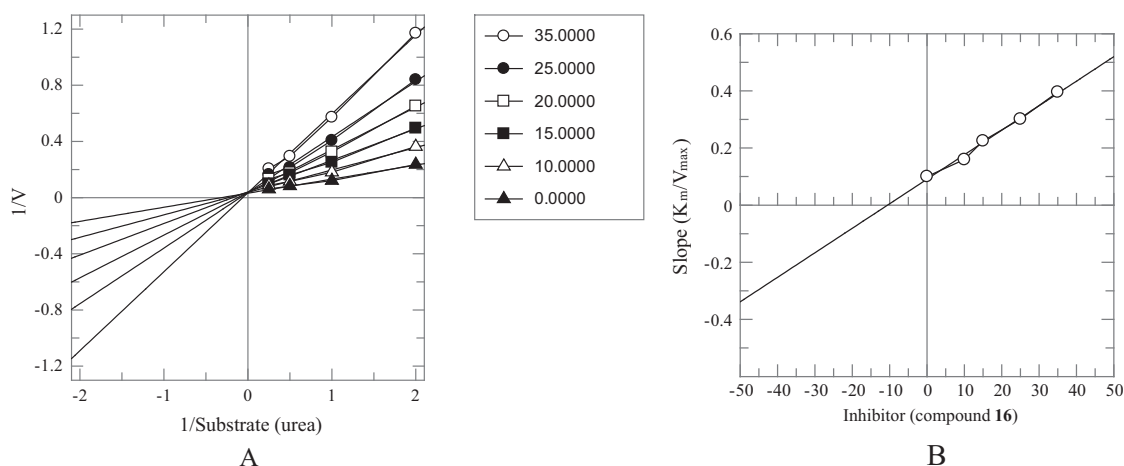 1.2
0.8
0.4
0
-0.4
-0.8
-1.2
1/V
-2 -1 0 1 2
1/Substrate (urea)
A
35.0000
25.0000
20.0000
15.0000
10.0000
0.0000
0.6
0.4
0.2
0
-0.2
-0.4
Slope (Km/Vmax)
-50 -40 -30 -20 -10 0 10 20 30 40 50
Inhibitor (compound 16)
B